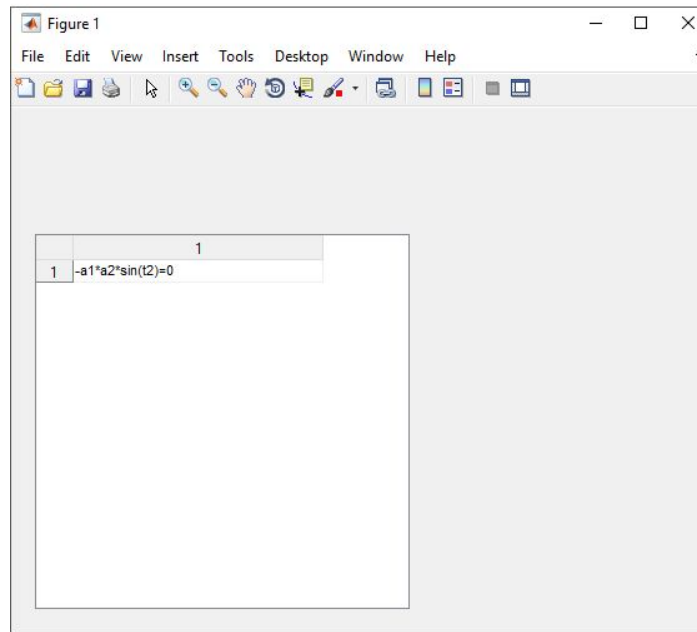 Figure 1
File Edit View Insert Tools Desktop Window Help
1
1 -a1*a2*sin(t2)=0